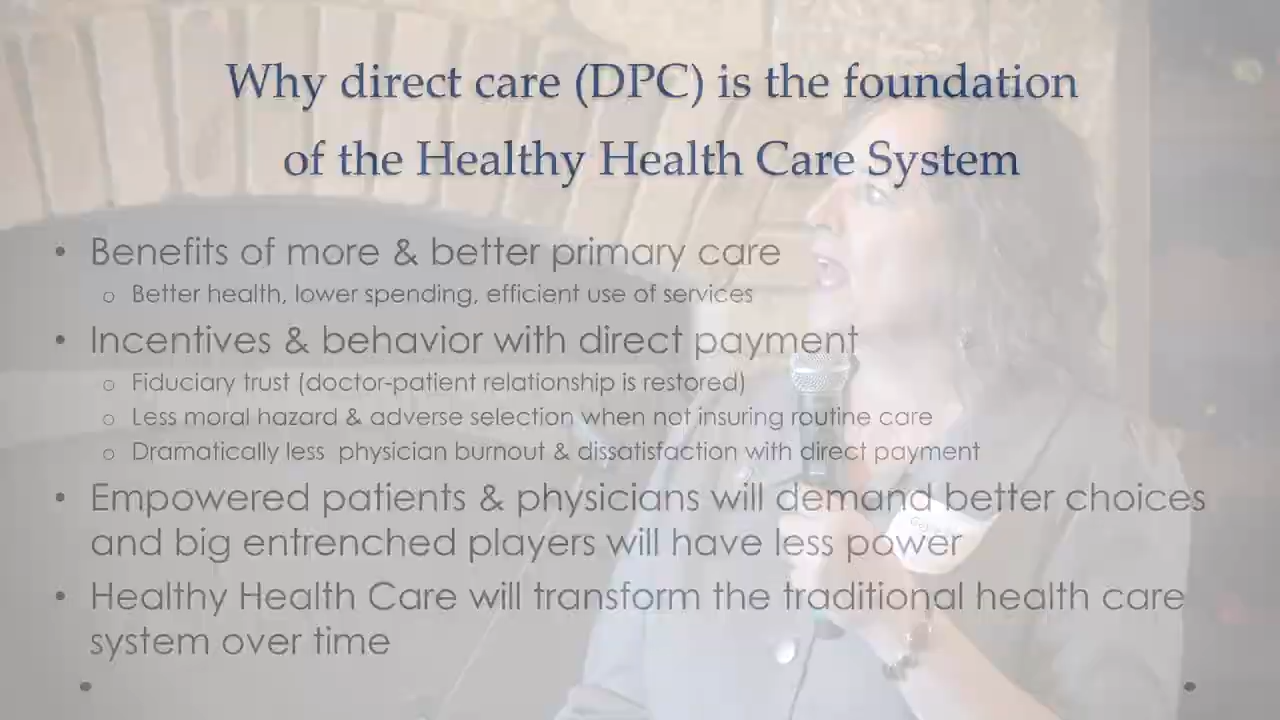 Why direct care (DPC) is the foundation
of the Healthy Health Care System
• Benefits of more & better primary care
o Better health, lower spending, efficient use of services
• Incentives & behavior with direct payment
o Fiduciary trust (doctor-patient relationship is restored)
o Less moral hazard & adverse selection when not insuring routine care
o Dramatically less physician burnout & dissatisfaction with direct payment
• Empowered patients & physicians will demand better choices
and big entrenched players will have less power
• Healthy Health Care will transform the traditional health care
system over time